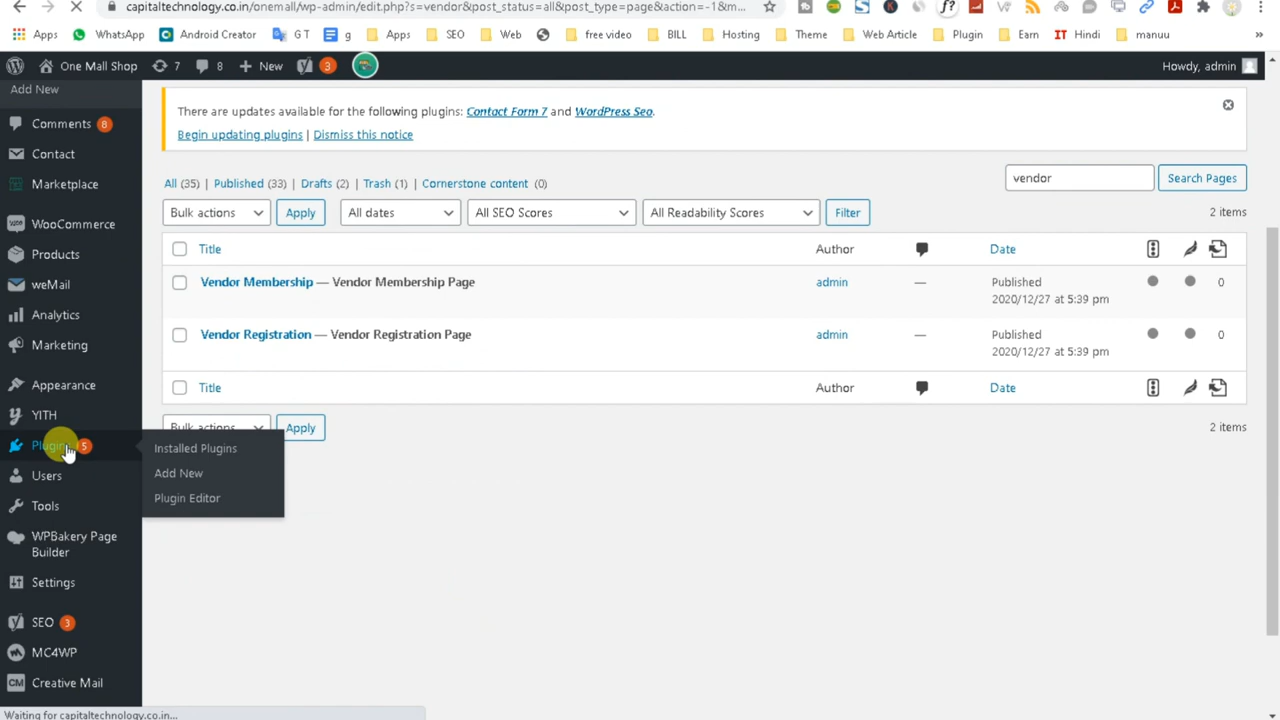 capitaltechnology.co.in/onemall/wp-admin/edit.php?s=vendor&post_status=all&post_type=page&action=-1&m...
Apps WhatsApp Android Creator G T g Apps SEO Web free video BILL Hosting Theme Web Article Plugin Earn IT Hindi manuu »
One Mall Shop 7 8 + New 3 Howdy, admin
Add New
Comments 8
Contact
Marketplace
WooCommerce
Products
weMail
Analytics
Marketing
Appearance
YITH
Plugins 5
Installed Plugins
Add New
Plugin Editor
Users
Tools
WPBakery Page
Builder
Settings
SEO 3
MC4WP
CM Creative Mail
There are updates available for the following plugins: Contact Form 7 and WordPress Seo.
Begin updating plugins | Dismiss this notice
All (35) | Published (33) | Drafts (2) | Trash (1) | Cornerstone content (0)
vendor Search Pages
Bulk actions Apply All dates All SEO Scores All Readability Scores Filter 2 items
Title Author Date
Vendor Membership — Vendor Membership Page admin — Published 0
2020/12/27 at 5:39 pm
Vendor Registration — Vendor Registration Page admin — Published 0
2020/12/27 at 5:39 pm
Title Author Date
Bulk actions Apply 2 items
Waiting for capitaltechnology.co.in...